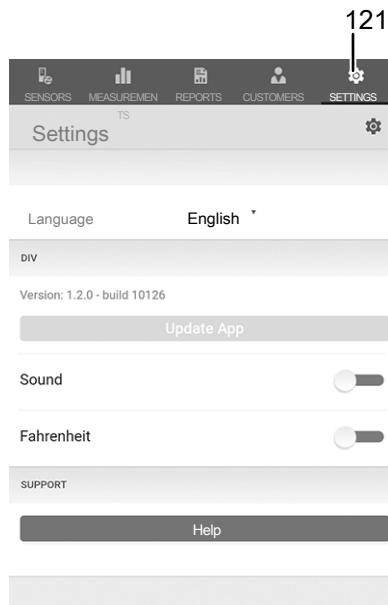 121
SENSORS MEASUREMEN REPORTS CUSTOMERS SETTINGS
TS
Settings
Language English
DIV
Version: 1.2.0 - build 10126
Update App
Sound
Fahrenheit
SUPPORT
Help